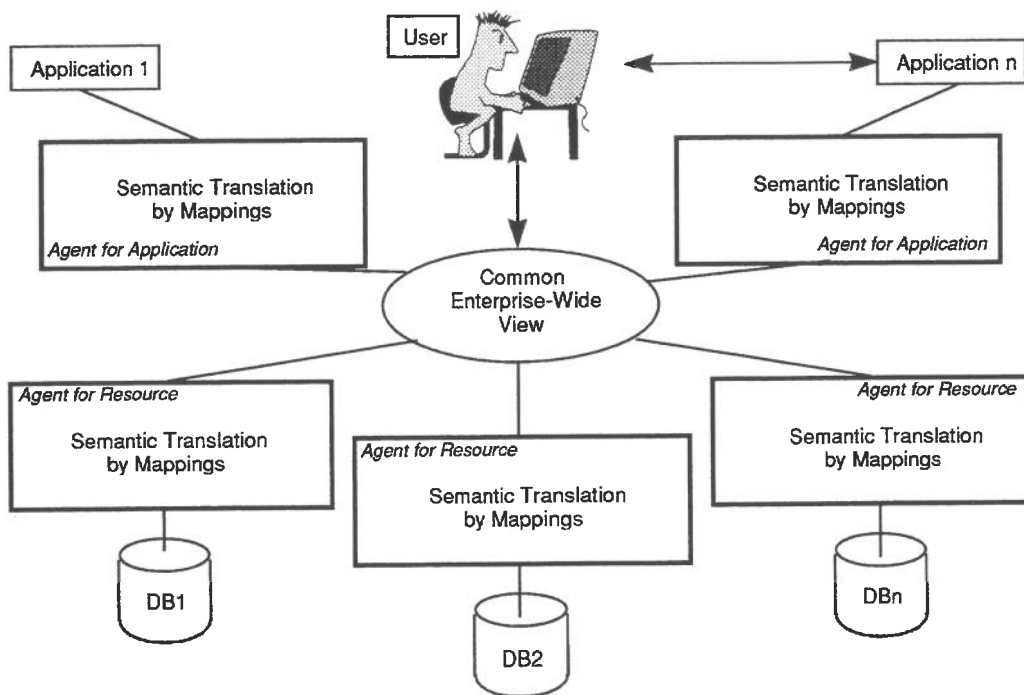 User
Application 1
Application n
Semantic Translation
by Mappings
Agent for Application
Semantic Translation
by Mappings
Agent for Application
Common
Enterprise-Wide
View
Agent for Resource
Semantic Translation
by Mappings
Agent for Resource
Semantic Translation
by Mappings
Agent for Resource
Semantic Translation
by Mappings
DB1
DB2
DBn